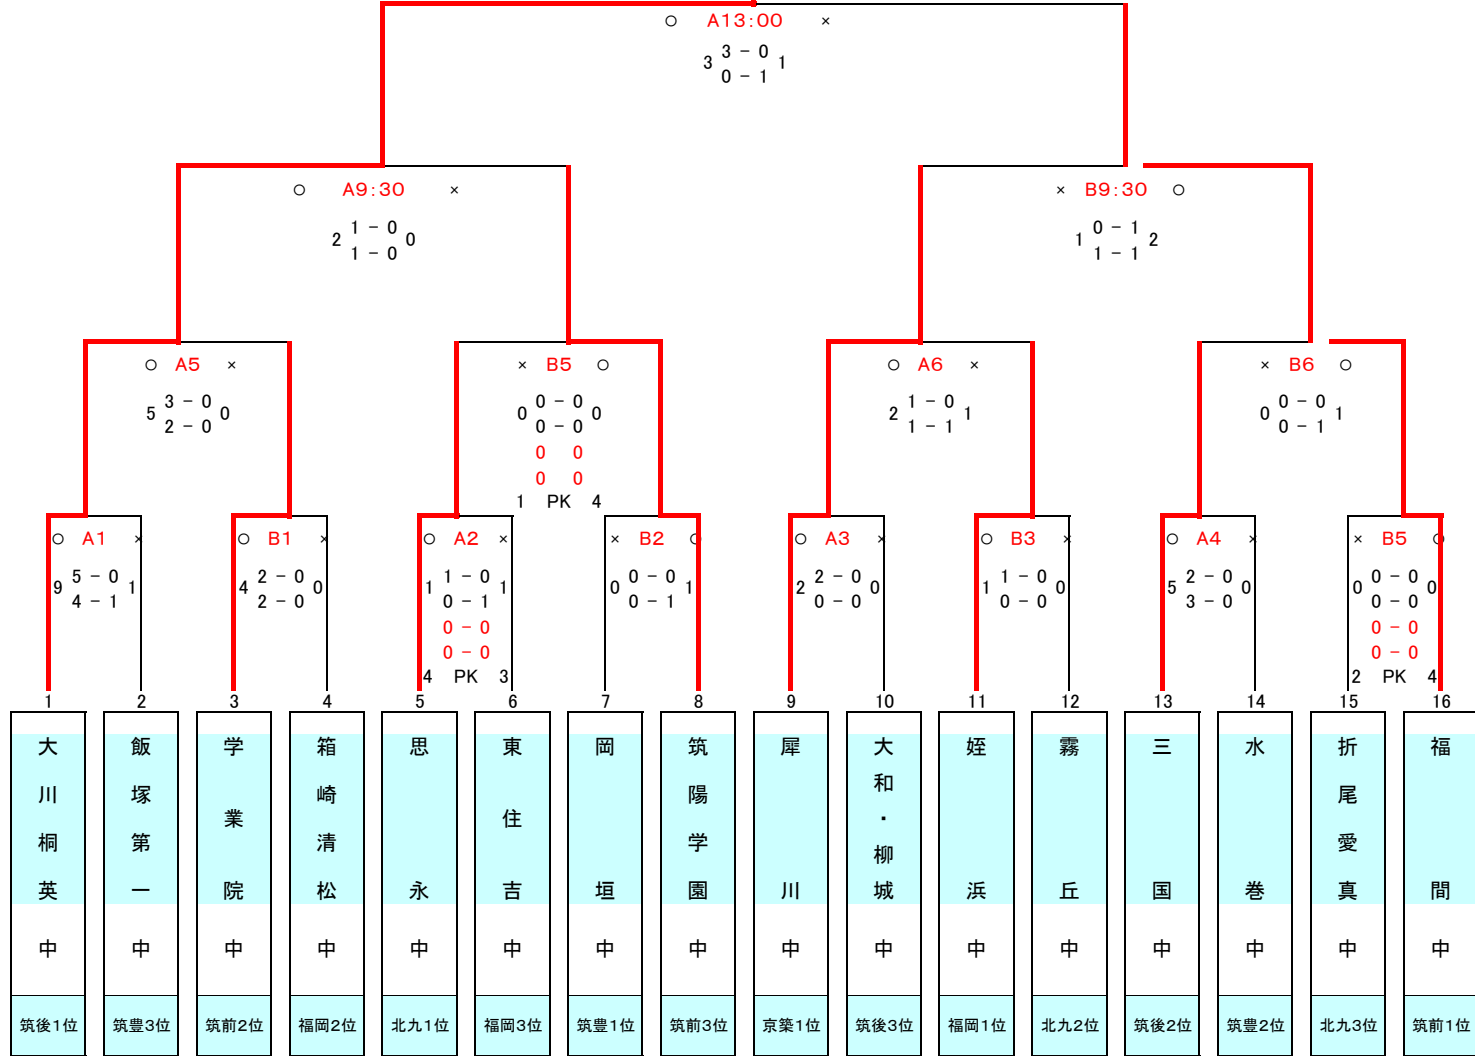 ○ A13:00 ×
3 - 0
3 1
0 - 1
○ A9:30 × × B9:30 ○
1 - 0 0 - 1
2 0 1 2
1 - 0 1 - 1
○ A5 × × B5 ○ ○ A6 × × B6 ○
3 - 0 0 - 0 1 - 0 0 - 0
5 0 0 0 2 1 0 1
2 - 0 0 - 0 1 - 1 0 - 1
0 0
0 0
1 PK 4
○ A1 × ○ B1 × ○ A2 × × B2 ○ ○ A3 × ○ B3 × ○ A4 × × B5 ○
5 - 0 2 - 0 1 - 0 0 - 0 2 - 0 1 - 0 2 - 0 0 - 0
9 1 4 0 1 1 0 1 2 0 1 0 5 0 0 0
4 - 1 2 - 0 0 - 1 0 - 1 0 - 0 0 - 0 3 - 0 0 - 0
0 - 0 0 - 0
0 - 0 0 - 0
4 PK 3 2 PK 4
1 2 3 4 5 6 7 8 9 10 11 12 13 14 15 16
大川桐英中
飯塚第一中
学業院中
箱崎清松中
思永中
東住吉中
岡垣中
筑陽学園中
犀川中
大和・柳城中
姪浜中
霧丘中
三国中
水巻中
折尾愛真中
福間中
筑後1位 筑豊3位 筑前2位 福岡2位 北九1位 福岡3位 筑豊1位 筑前3位 京築1位 筑後3位 福岡1位 北九2位 筑後2位 筑豊2位 北九3位 筑前1位